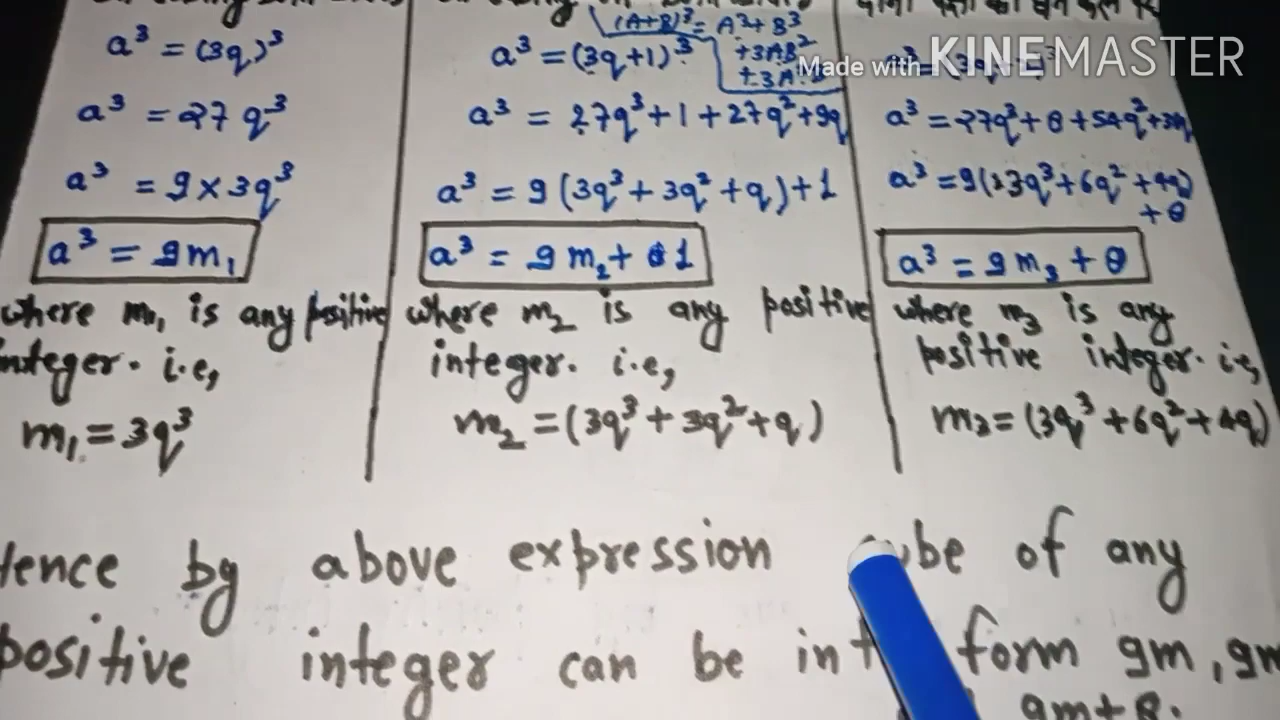 (A+B)³ = A³+B³
+3AB²
a³ = (3q)³
a³ = 27q³
a³ = 9×3q³
a³ = 9m₁
where m₁ is any positive
integer. i.e,
m₁ = 3q³
a³ = (3q+1)³
a³ = 27q³+1+27q²+9q
a³ = 9(3q³+3q²+q)+1
a³ = 9m₂+1
where m₂ is any positive
integer. i.e,
m₂ = (3q³+3q²+q)
Made with KINEMASTER
a³ = 27q³+8+54q²+
a³ = 9(3q³+6q²+4q)
+8
a³ = 9m₃+8
where m₃ is any
positive integer. i.e,
m₃ = (3q³+6q²+4q)
Hence by above expression cube of any
positive integer can be in form 9m, 9m
9m+8.